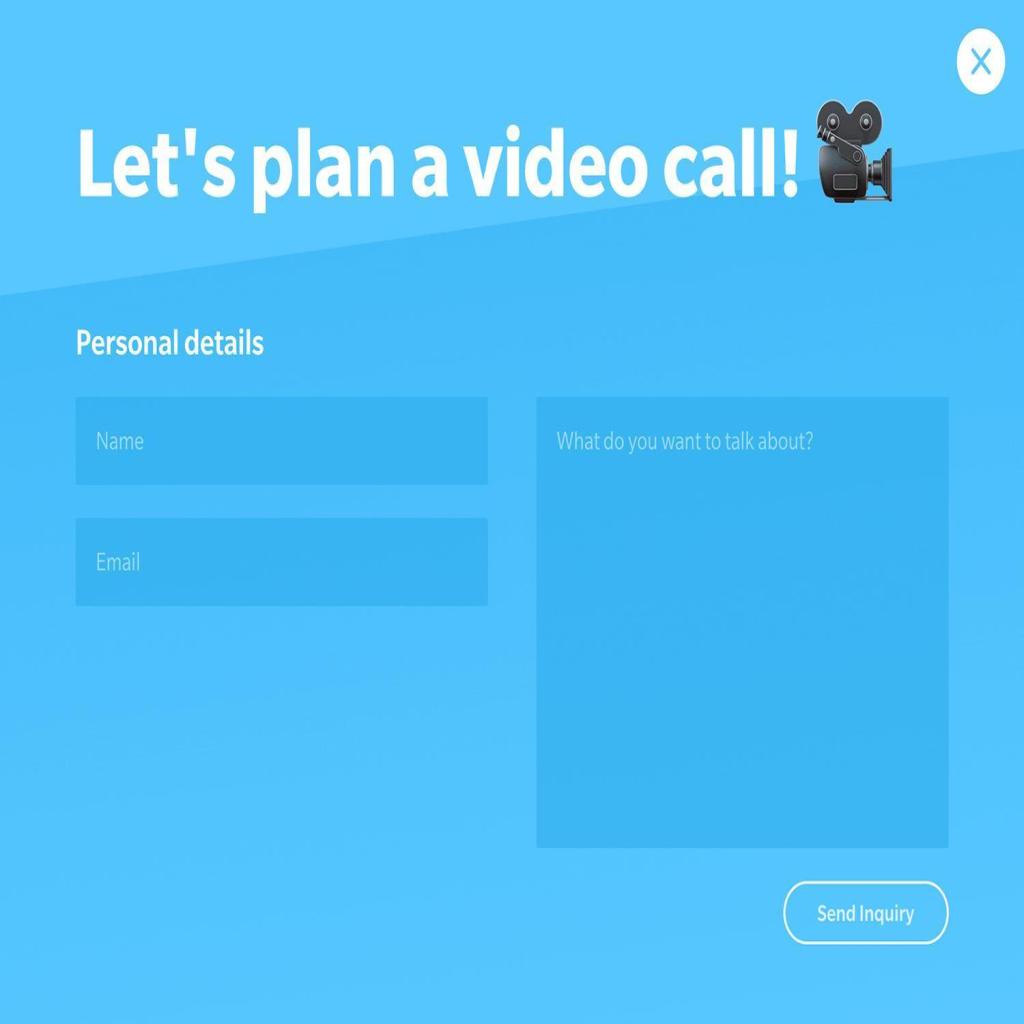 Let's plan a video call!
Personal details
Name
What do you want to talk about?
Email
Send Inquiry